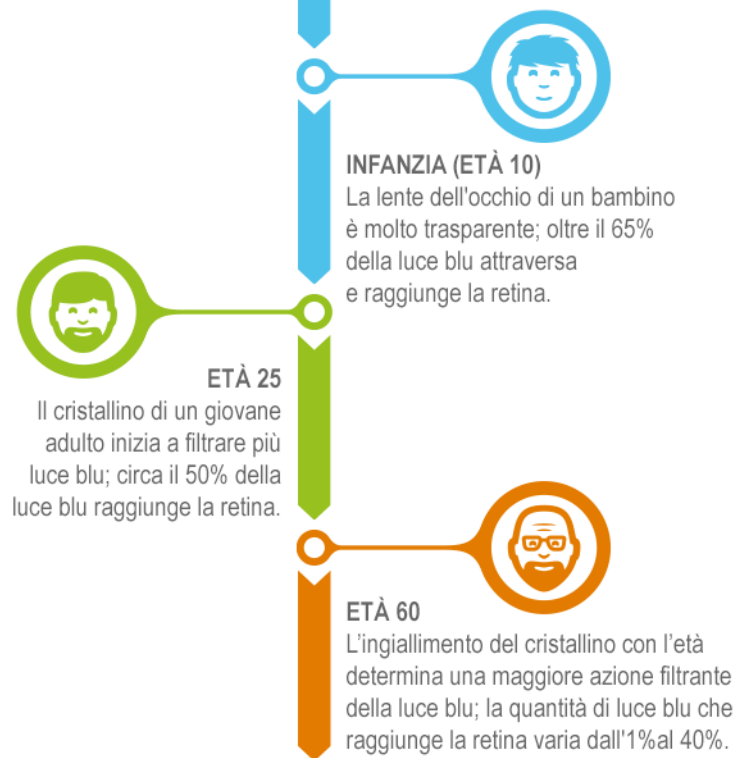 INFANZIA (ETÀ 10)
La lente dell'occhio di un bambino
è molto trasparente; oltre il 65%
della luce blu attraversa
e raggiunge la retina.
ETÀ 25
Il cristallino di un giovane
adulto inizia a filtrare più
luce blu; circa il 50% della
luce blu raggiunge la retina.
ETÀ 60
L’ingiallimento del cristallino con l’età
determina una maggiore azione filtrante
della luce blu; la quantità di luce blu che
raggiunge la retina varia dall'1%al 40%.